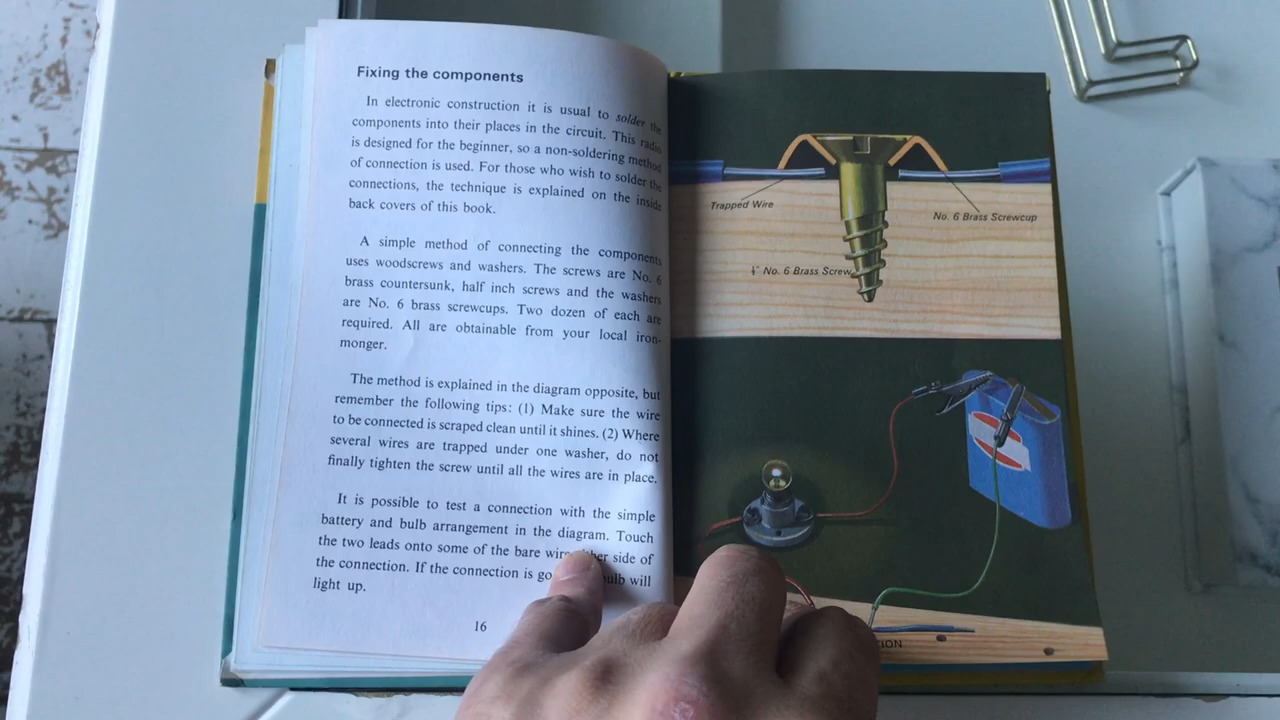 Fixing the components
In electronic construction it is usual to solder the
components into their places in the circuit. This radio
is designed for the beginner, so a non-soldering method
of connection is used. For those who wish to solder the
connections, the technique is explained on the inside
back covers of this book.
A simple method of connecting the components
uses woodscrews and washers. The screws are No. 6
brass countersunk, half inch screws and the washers
are No. 6 brass screwcups. Two dozen of each are
required. All are obtainable from your local iron-
monger.
The method is explained in the diagram opposite, but
remember the following tips: (1) Make sure the wire
to be connected is scraped clean until it shines. (2) Where
several wires are trapped under one washer, do not
finally tighten the screw until all the wires are in place.
It is possible to test a connection with the simple
battery and bulb arrangement in the diagram. Touch
the two leads onto some of the bare side of
the connection. If the connection is bulb will
light up.
16
Trapped Wire
No. 6 Brass Screwcup
No. 6 Brass Screw